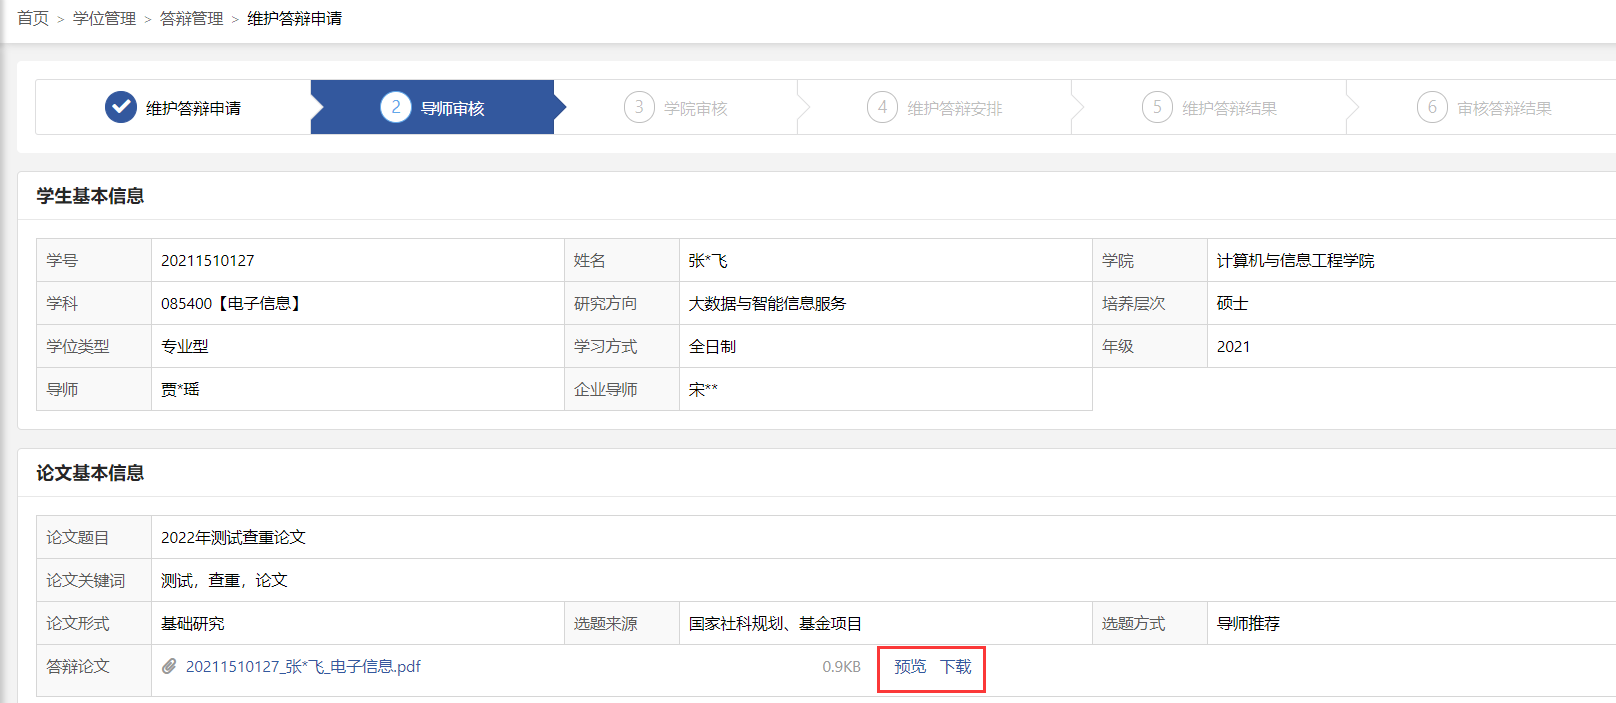 首页 > 学位管理 > 答辩管理 > 维护答辩申请
维护答辩申请 2 导师审核 3 学院审核 4 维护答辩安排 5 维护答辩结果 6 审核答辩结果
学生基本信息
学号 20211510127 姓名 张*飞 学院 计算机与信息工程学院
学科 085400【电子信息】 研究方向 大数据与智能信息服务 培养层次 硕士
学位类型 专业型 学习方式 全日制 年级 2021
导师 贾*瑶 企业导师 宋**
论文基本信息
论文题目 2022年测试查重论文
论文关键词 测试，查重，论文
论文形式 基础研究 选题来源 国家社科规划、基金项目 选题方式 导师推荐
答辩论文 20211510127_张*飞_电子信息.pdf 0.9KB 预览 下载